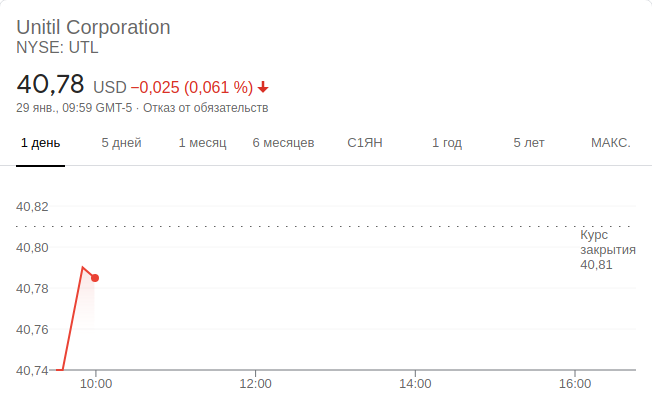 Unitil Corporation
NYSE: UTL
40,78 USD −0,025 (0,061 %)
29 янв., 09:59 GMT-5 · Отказ от обязательств
1 день 5 дней 1 месяц 6 месяцев С1ЯН 1 год 5 лет МАКС.
40,82
Курс
закрытия
40,81
40,80
40,78
40,76
40,74
10:00 12:00 14:00 16:00